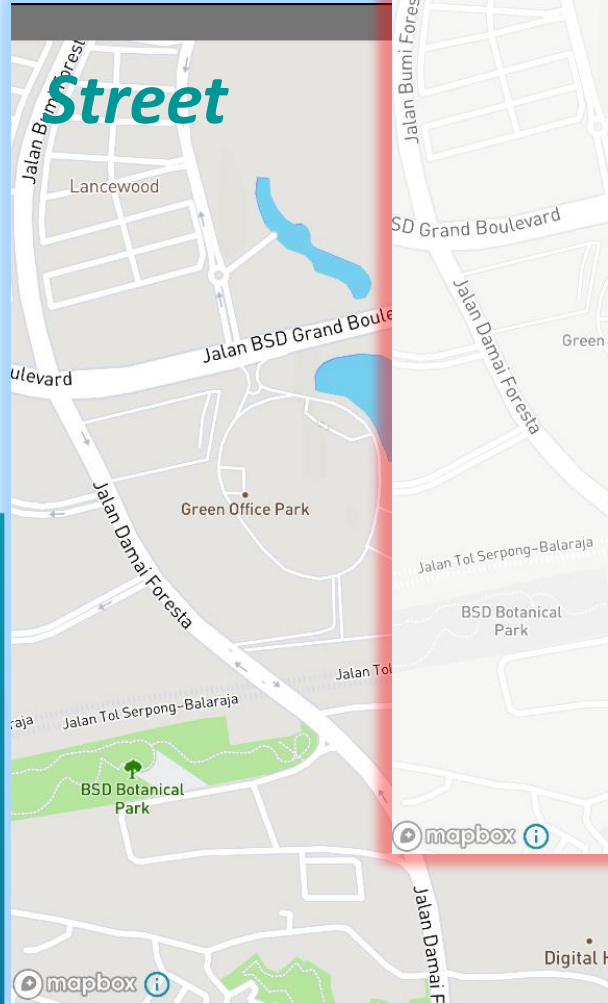 Street
Jalan Bumi Forest
Lancewood
Jalan BSD Grand Boule
ulevard
Green Office Park
Jalan Damai Foresta
Jalan Tol
raja
Jalan Tol Serpong-Balaraja
BSD Botanical
Park
Jalan Damai F
Digital H
mapbox
Jalan Bumi Fores
SD Grand Boulevard
Jalan Damai Foresta
Green
Jalan Tol Serpong-Balaraja
BSD Botanical
Park
mapbox